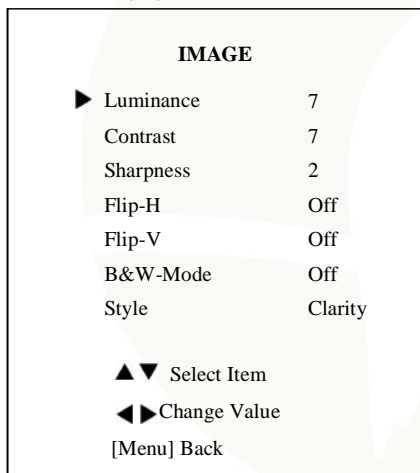 IMAGE
▶ Luminance 7
Contrast 7
Sharpness 2
Flip-H Off
Flip-V Off
B&W-Mode Off
Style Clarity
▲▼ Select Item
◀▶Change Value
[Menu] Back